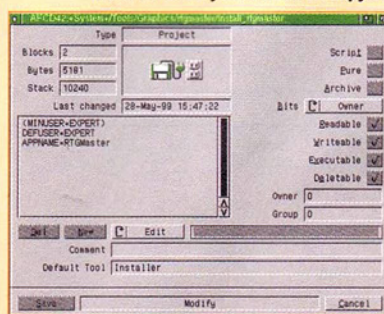 AFCD42:+System+/Tools/Graphics/rtgmaster/Install_rtgmaster
Type Project
Blocks 2
Bytes 5181
Stack 10240
Last changed 28-May-99 15:47:22
Script
Pure
Archive
Bits Owner
Readable
Writeable
Executable
Deletable
(MINUSER=EXPERT)
DEFUSER=EXPERT
APPNAME=RTGMaster
Owner 0
Group 0
Del New Edit
Comment
Default Tool Installer
Save Modify Cancel